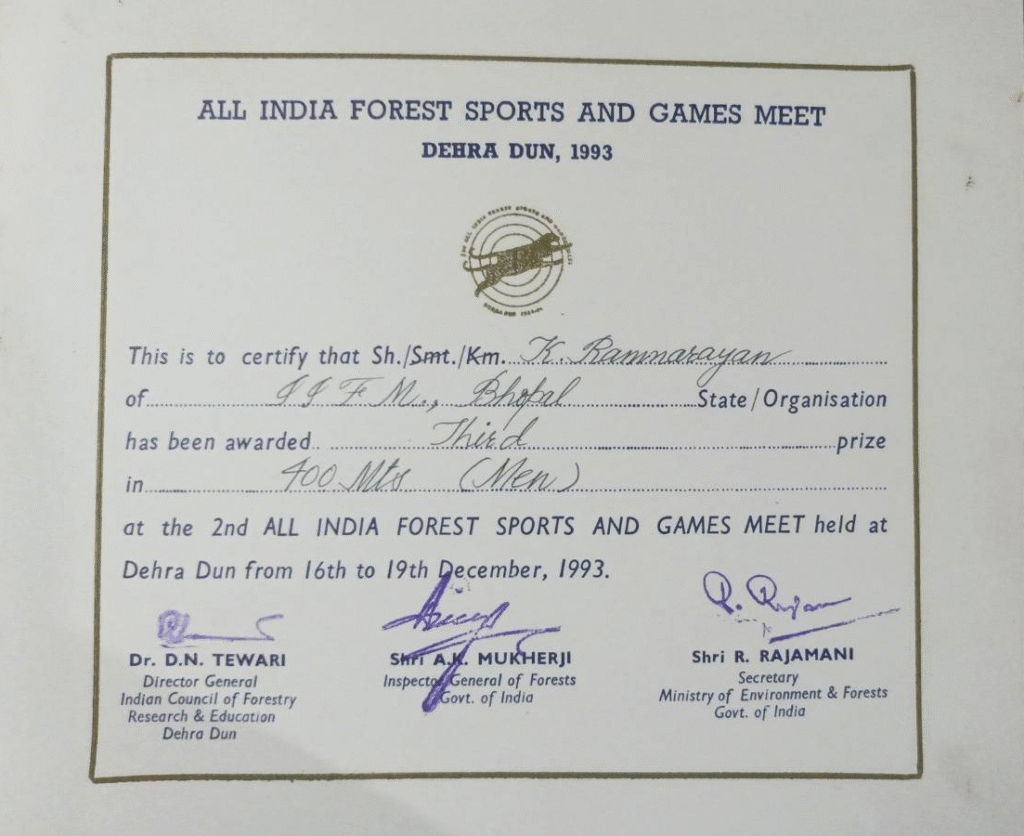 ALL INDIA FOREST SPORTS AND GAMES MEET
DEHRA DUN, 1993
This is to certify that Sh./Smt./Km. K. Ramnarayan
of I I F M., Bhopal State/Organisation
has been awarded Third prize
in 400 Mts (Men)
at the 2nd ALL INDIA FOREST SPORTS AND GAMES MEET held at
Dehra Dun from 16th to 19th December, 1993.
R. Rajam
Dr. D.N. TEWARI
Director General
Indian Council of Forestry
Research & Education
Dehra Dun
Shri A.K. MUKHERJI
Inspector General of Forests
Govt. of India
Shri R. RAJAMANI
Secretary
Ministry of Environment & Forests
Govt. of India